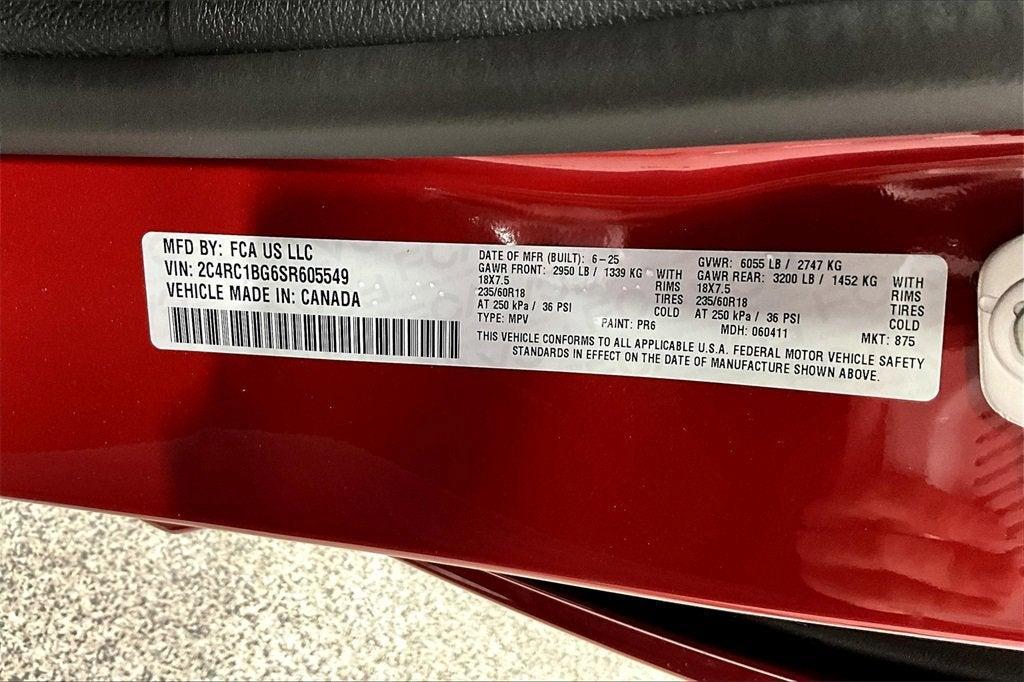 MFD BY: FCA US LLC
VIN: 2C4RC1BG6SR605549
VEHICLE MADE IN: CANADA
DATE OF MFR (BUILT): 6-25
GAWR FRONT: 2950 LB / 1339 KG WITH
18X7.5 RIMS
235/60R18 TIRES
AT 250 kPa / 36 PSI COLD
TYPE: MPV PAINT: PR6
GVWR: 6055 LB / 2747 KG
GAWR REAR: 3200 LB / 1452 KG WITH
18X7.5 RIMS
235/60R18 TIRES
AT 250 kPa / 36 PSI COLD
MDH: 060411 MKT: 875
THIS VEHICLE CONFORMS TO ALL APPLICABLE U.S.A. FEDERAL MOTOR VEHICLE SAFETY
STANDARDS IN EFFECT ON THE DATE OF MANUFACTURE SHOWN ABOVE.